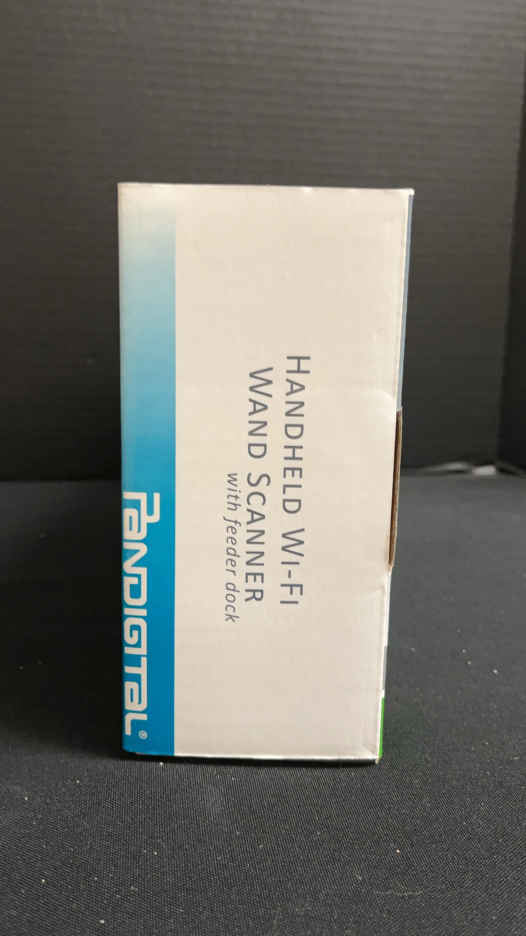 HANDHELD WI-FI
WAND SCANNER
with feeder dock
PANDIGITAL®